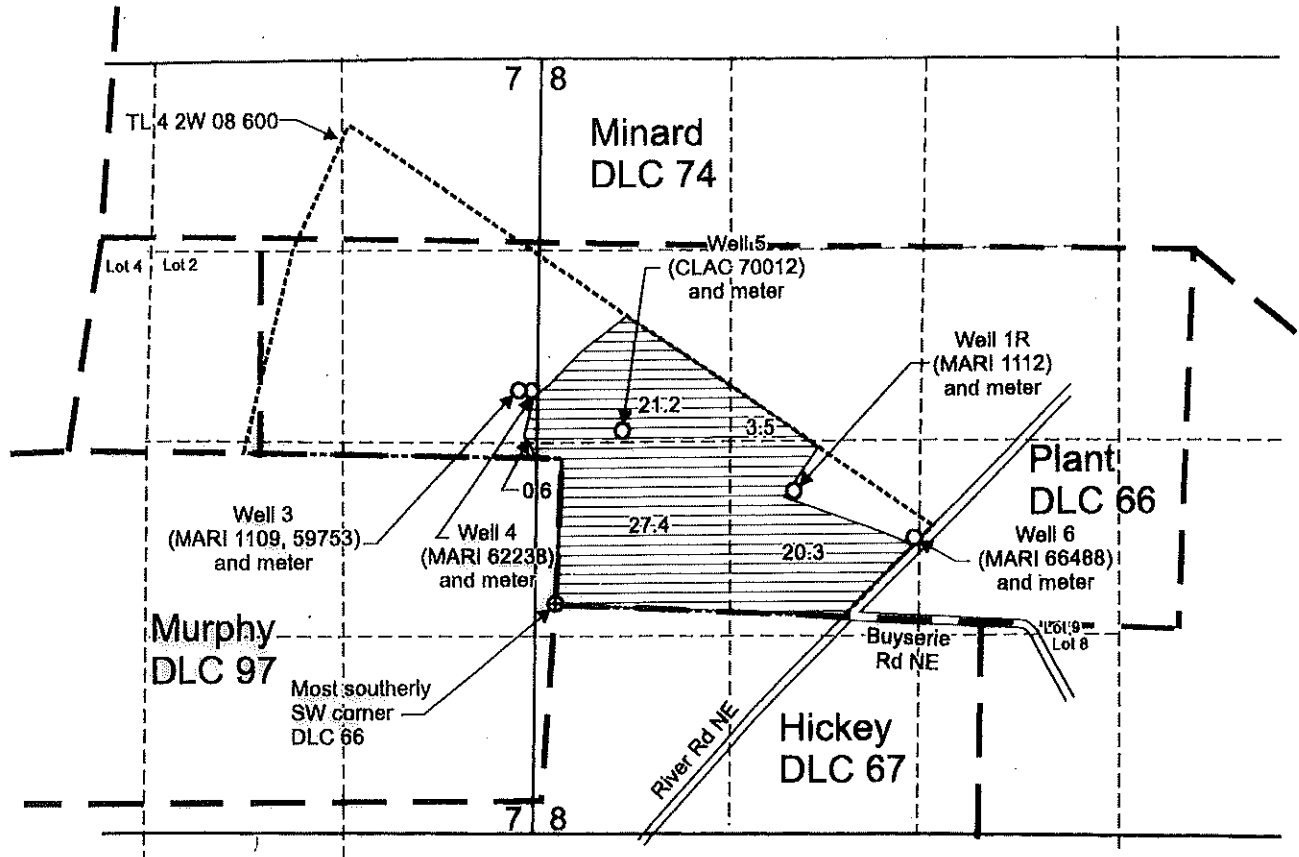 7 8
TL 4 2W 08 600
Minard
DLC 74
Well 5
(CLAC 70012)
and meter
Lot 4
Lot 2
Well 1R
(MARI 1112)
and meter
21.2
3.5
Plant
DLC 66
0.6
Well 3
(MARI 1109, 59753)
and meter
Well 4
(MARI 62238)
and meter
27.4
20.3
Well 6
(MARI 66488)
and meter
Murphy
DLC 97
Most southerly
SW corner
DLC 66
Buyserie
Rd NE
Lot 9
Lot 8
River Rd NE
Hickey
DLC 67
7 8